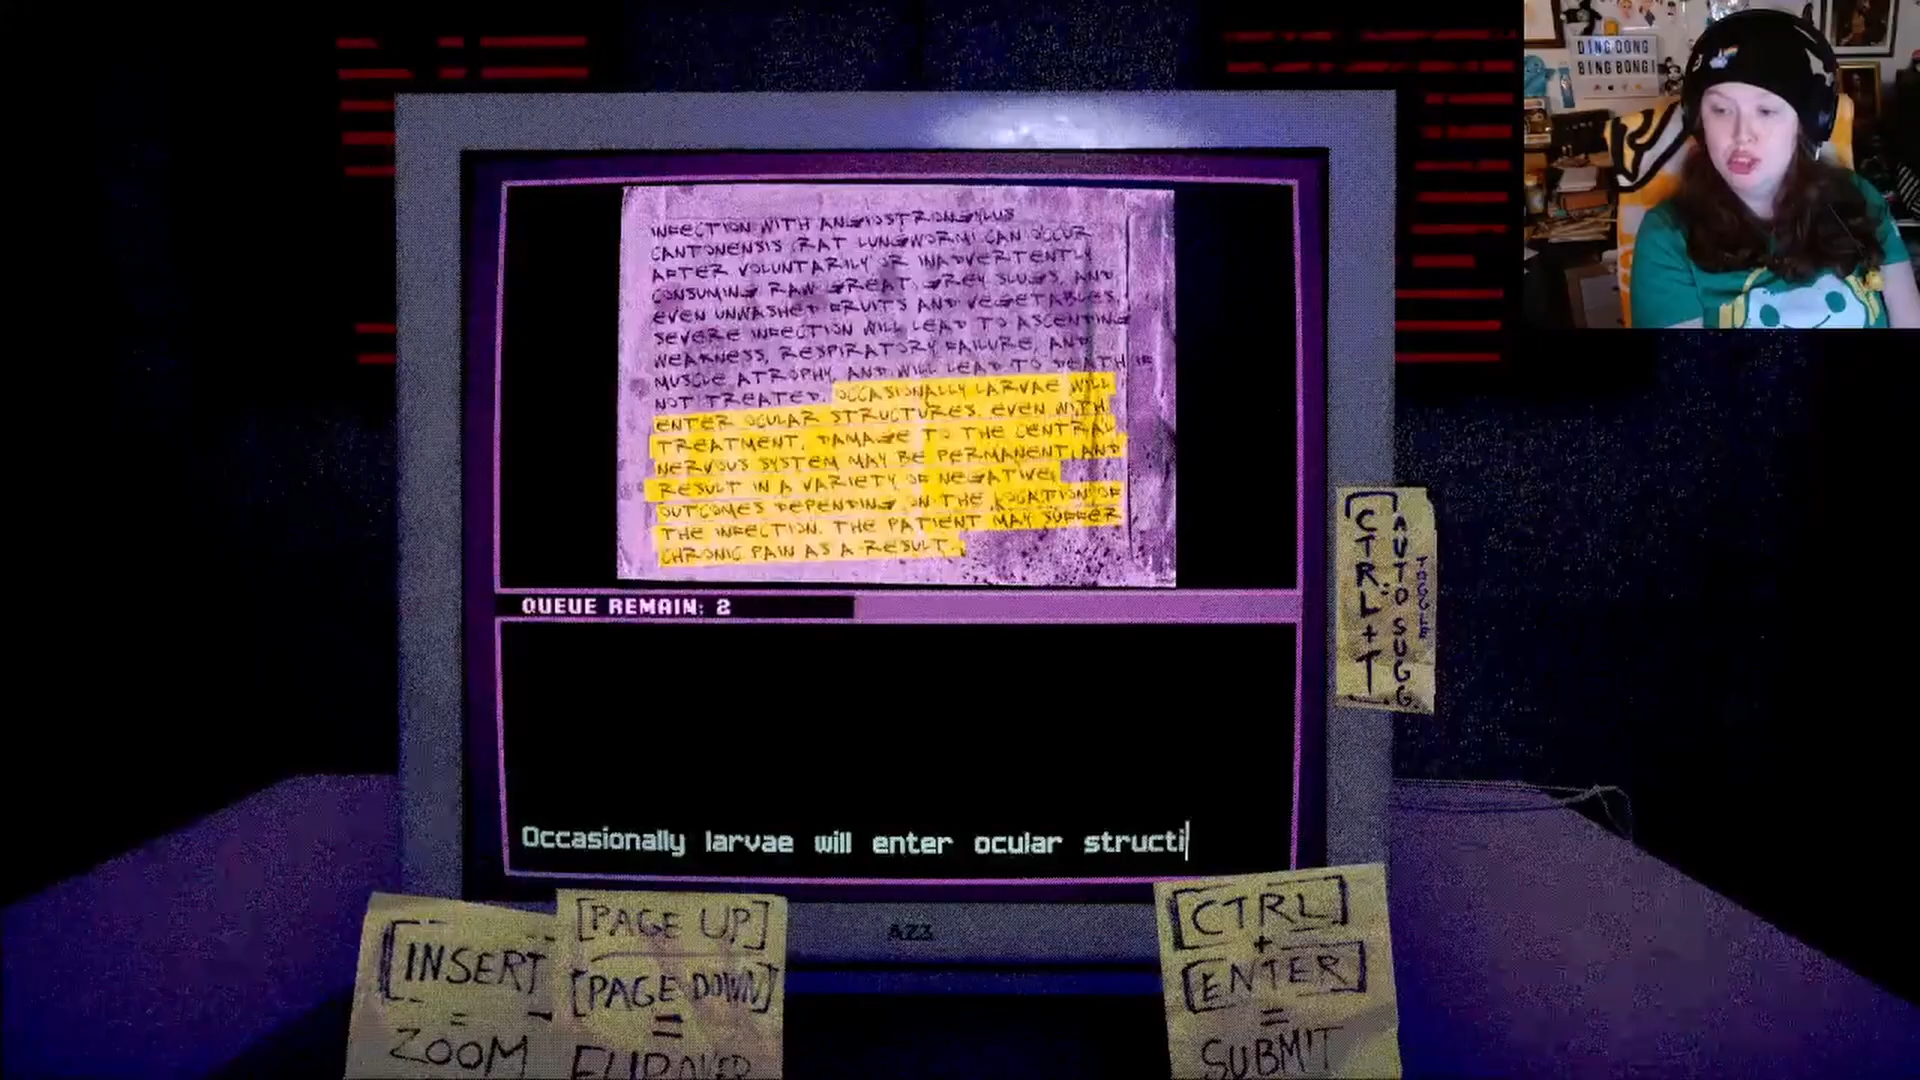 DING DONG
BING BONG!
INFECTION WITH ANGIOSTRONGYLUS
CANTONENSIS (RAT LUNGWORM) CAN OCCUR
AFTER VOLUNTARILY OR INADVERTENTLY
CONSUMING RAW GREAT GREY SLUGS, AND
EVEN UNWASHED FRUITS AND VEGETABLES.
SEVERE INFECTION WILL LEAD TO ASCENDING
WEAKNESS, RESPIRATORY FAILURE, AND
MUSCLE ATROPHY, AND WILL LEAD TO DEATH IF
NOT TREATED. OCCASIONALLY LARVAE WILL
ENTER OCULAR STRUCTURES. EVEN WITH
TREATMENT, DAMAGE TO THE CENTRAL
NERVOUS SYSTEM MAY BE PERMANENT, AND
RESULT IN A VARIETY OF NEGATIVE
OUTCOMES DEPENDING ON THE LOCATION OF
THE INFECTION. THE PATIENT MAY SUFFER
CHRONIC PAIN AS A RESULT.
QUEUE REMAIN: 2
Occasionally larvae will enter ocular structi
[CTRL+T]
AUTO SUGG.
TOGGLE
[INSERT]
=
ZOOM
[PAGE UP]
[PAGE DOWN]
=
FLIP OVER
[CTRL]
+
[ENTER]
=
SUBMIT